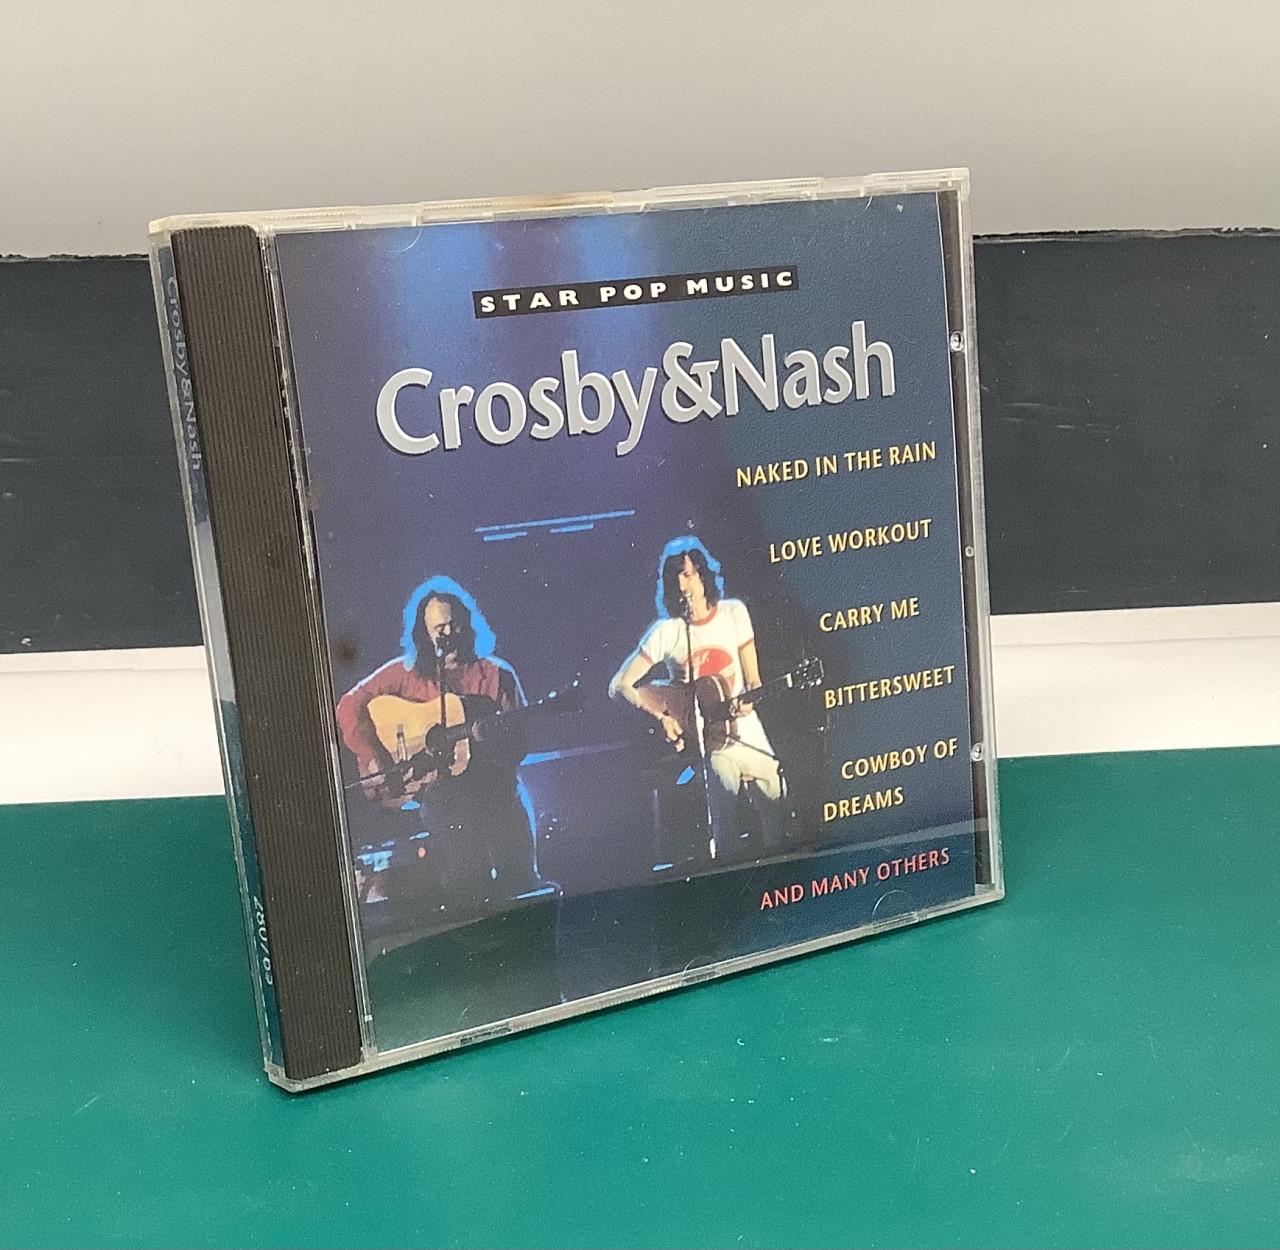 STAR POP MUSIC
Crosby&Nash
NAKED IN THE RAIN
LOVE WORKOUT
CARRY ME
BITTERSWEET
COWBOY OF
DREAMS
AND MANY OTHERS
Crosby&Nash